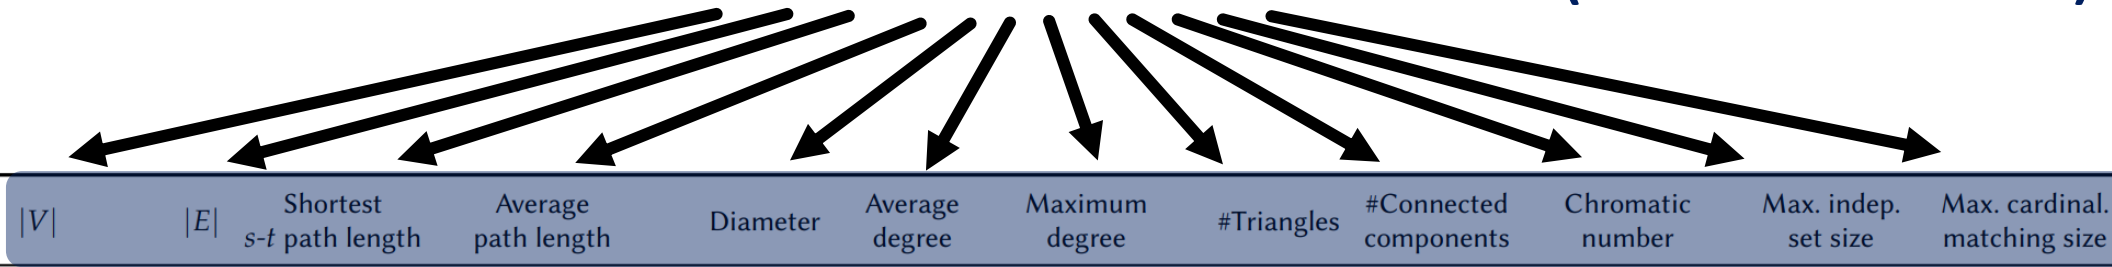 |V|
|E|
Shortest
s-t path length
Average
path length
Diameter
Average
degree
Maximum
degree
#Triangles
#Connected
components
Chromatic
number
Max. indep.
set size
Max. cardinal.
matching size